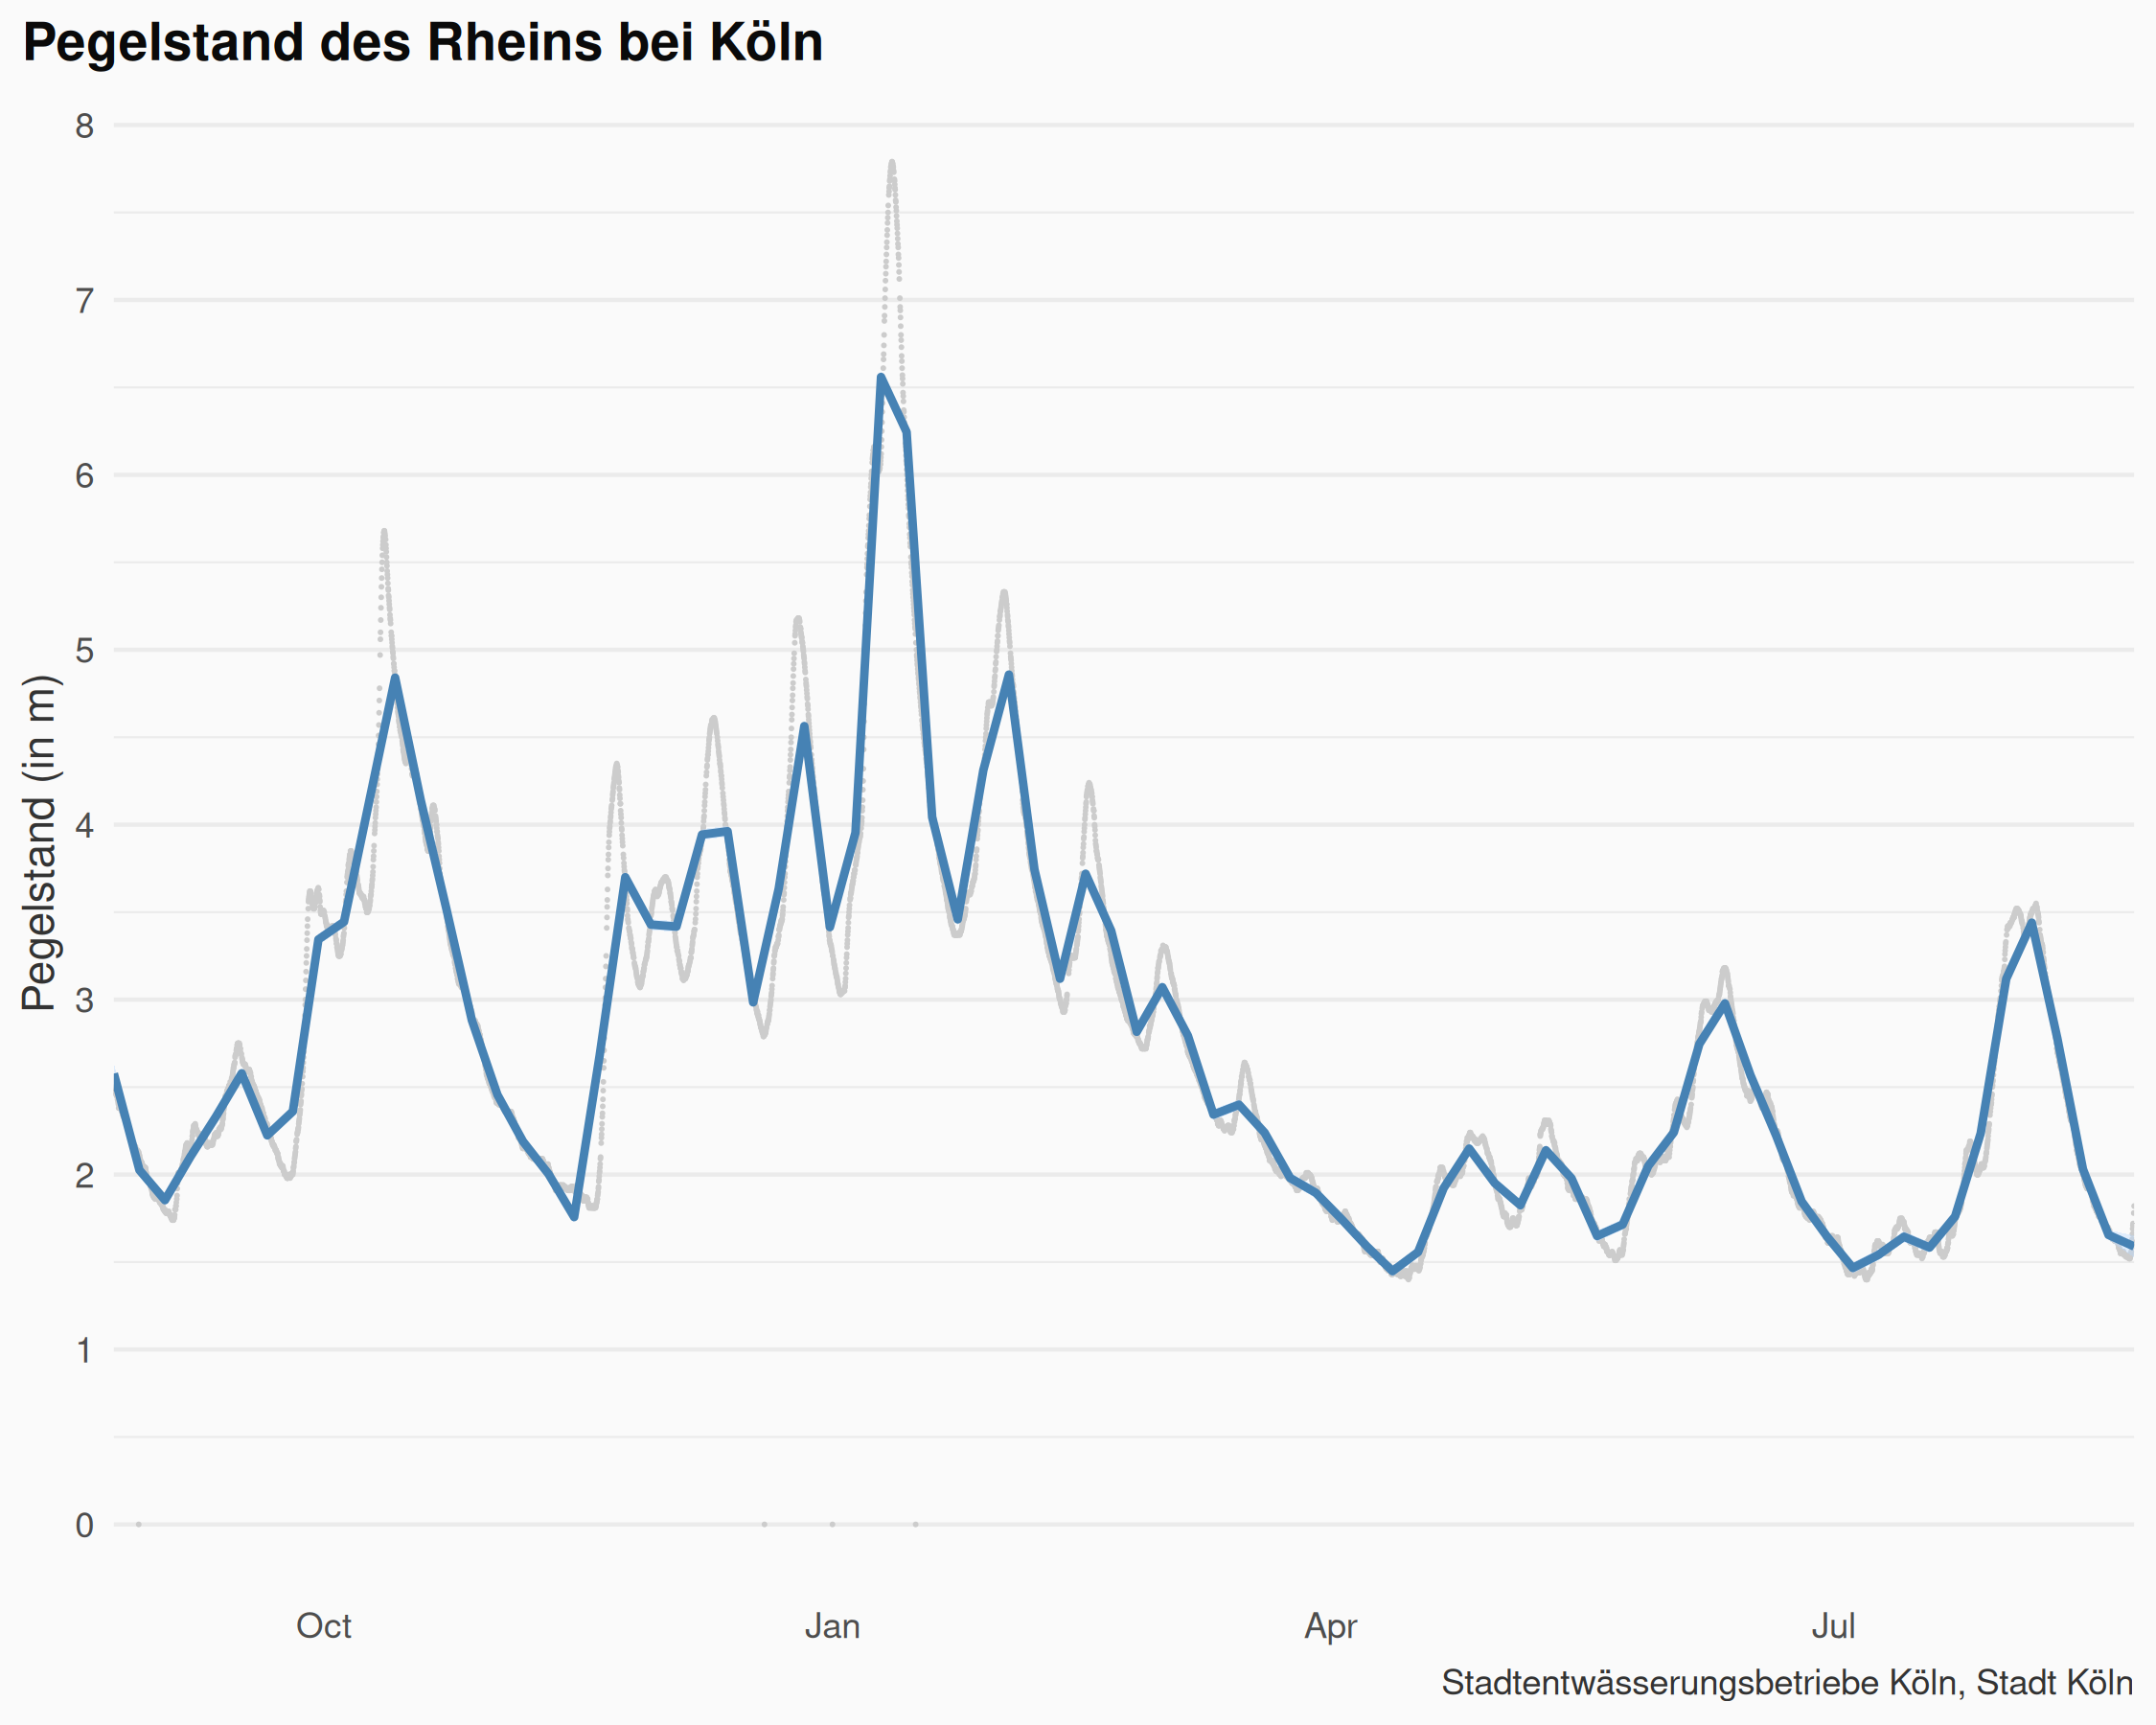 Pegelstand des Rheins bei Köln
Pegelstand (in m)
8
7
6
5
4
3
2
1
0
Oct Jan Apr Jul
Stadtentwässerungsbetriebe Köln, Stadt Köln